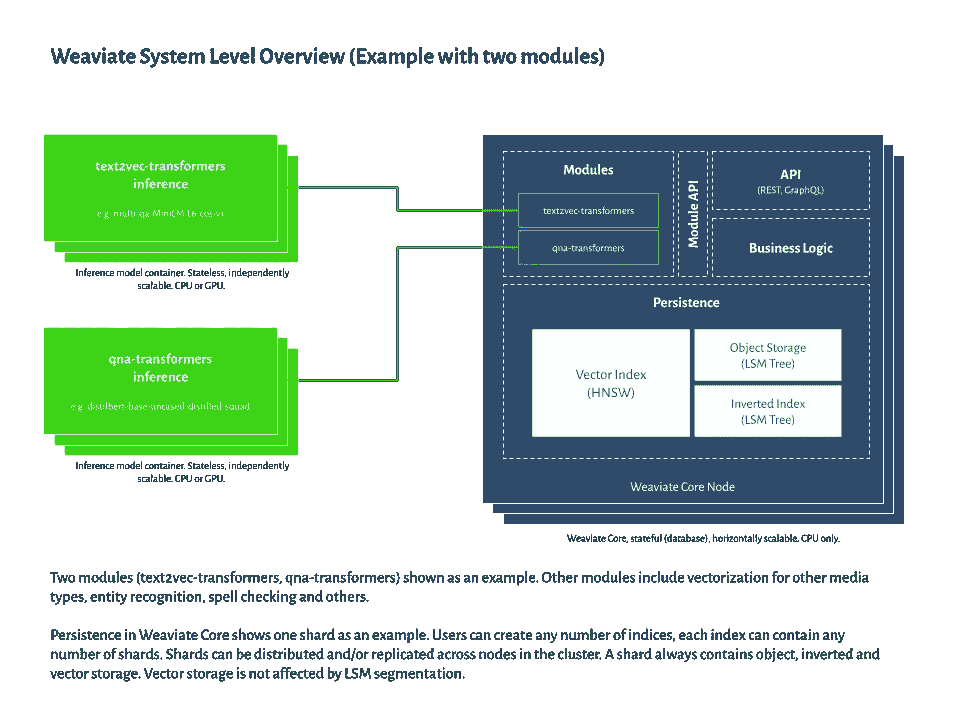 Weaviate System Level Overview (Example with two modules)
text2vec-transformers
inference
e.g. multi-qa-MiniLM-L6-cos-v1
Inference model container. Stateless, independently
scalable. CPU or GPU.
qna-transformers
inference
e.g. distilbert-base-uncased-distilled-squad
Inference model container. Stateless, independently
scalable. CPU or GPU.
Modules
text2vec-transformers
qna-transformers
Module API
API
(REST, GraphQL)
Business Logic
Persistence
Vector Index
(HNSW)
Object Storage
(LSM Tree)
Inverted Index
(LSM Tree)
Weaviate Core Node
Weaviate Core, stateful (database), horizontally scalable. CPU only.
Two modules (text2vec-transformers, qna-transformers) shown as an example. Other modules include vectorization for other media
types, entity recognition, spell checking and others.
Persistence in Weaviate Core shows one shard as an example. Users can create any number of indices, each index can contain any
number of shards. Shards can be distributed and/or replicated across nodes in the cluster. A shard always contains object, inverted and
vector storage. Vector storage is not affected by LSM segmentation.